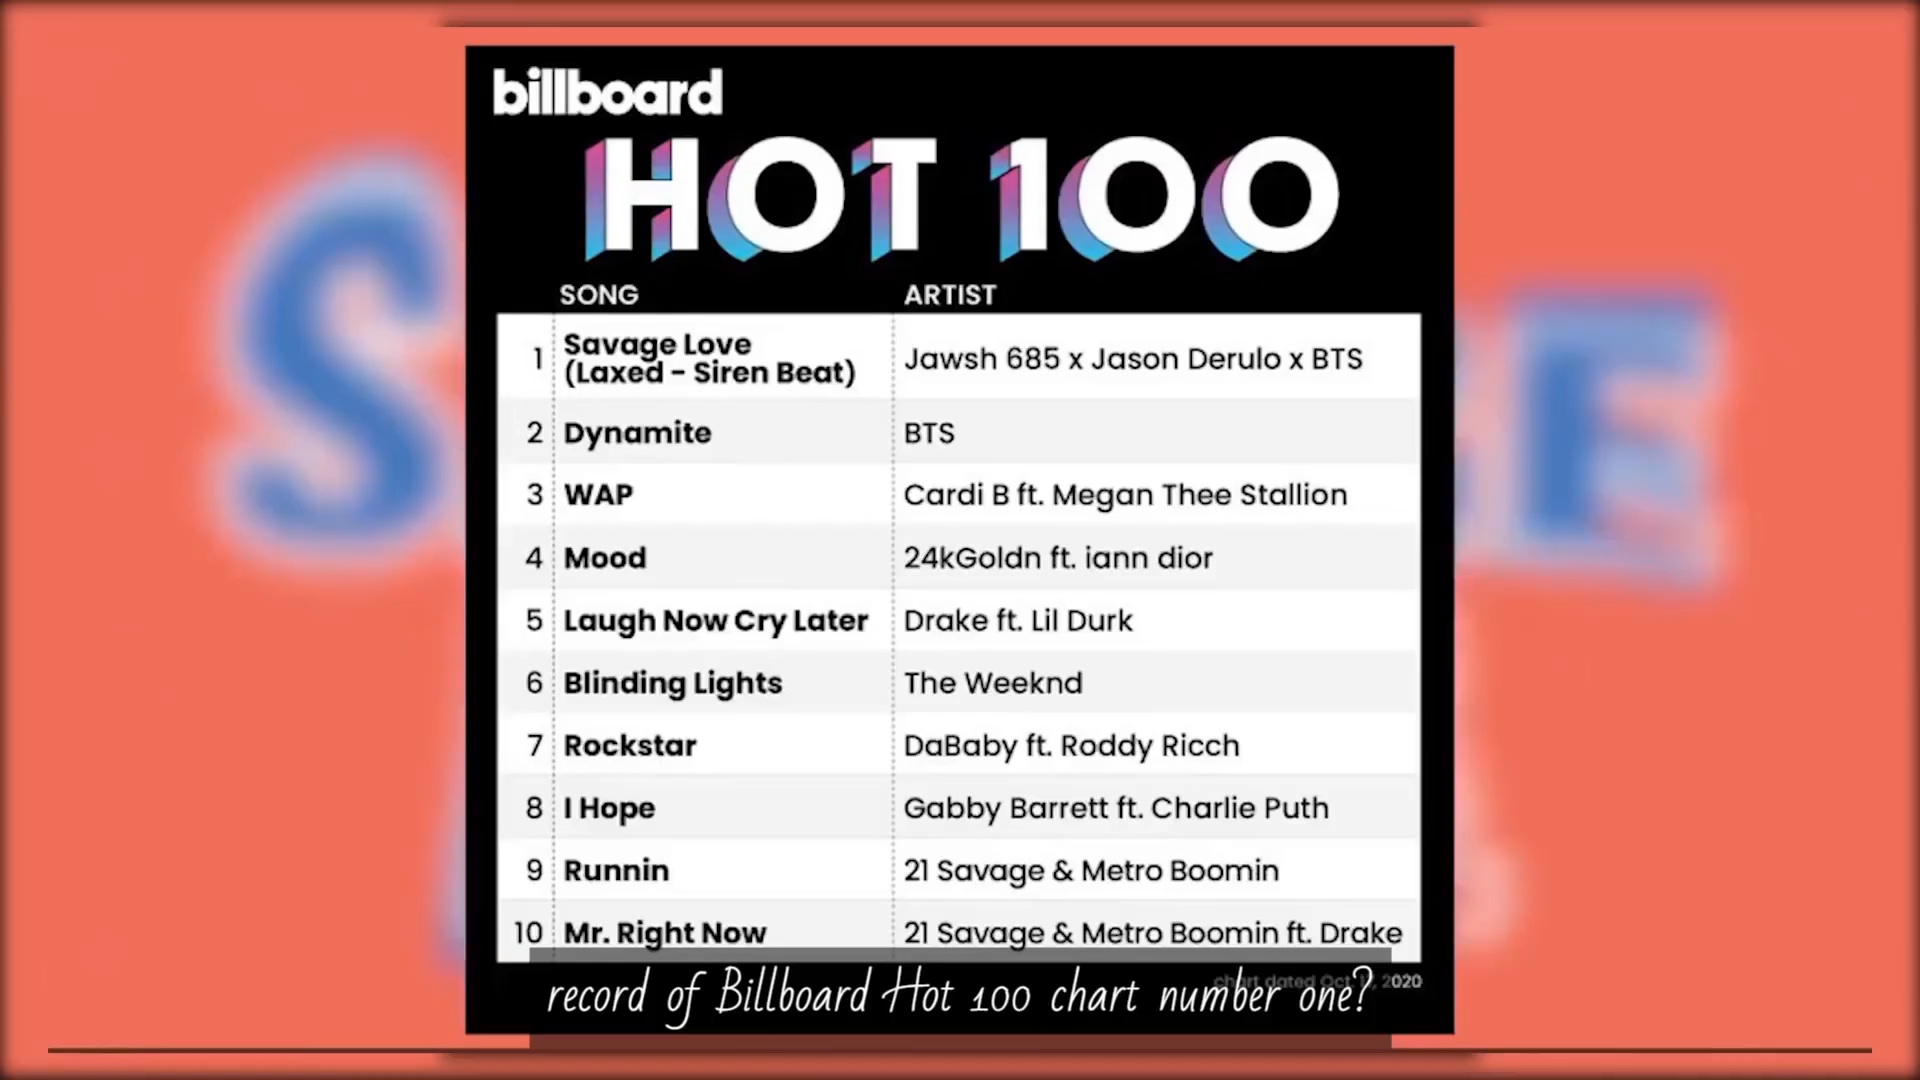 billboard
HOT 100
SONG ARTIST
1 Savage Love (Laxed - Siren Beat) Jawsh 685 x Jason Derulo x BTS
2 Dynamite BTS
3 WAP Cardi B ft. Megan Thee Stallion
4 Mood 24kGoldn ft. iann dior
5 Laugh Now Cry Later Drake ft. Lil Durk
6 Blinding Lights The Weeknd
7 Rockstar DaBaby ft. Roddy Ricch
8 I Hope Gabby Barrett ft. Charlie Puth
9 Runnin 21 Savage & Metro Boomin
10 Mr. Right Now 21 Savage & Metro Boomin ft. Drake
chart dated Oct. 2020
record of Billboard Hot 100 chart number one?